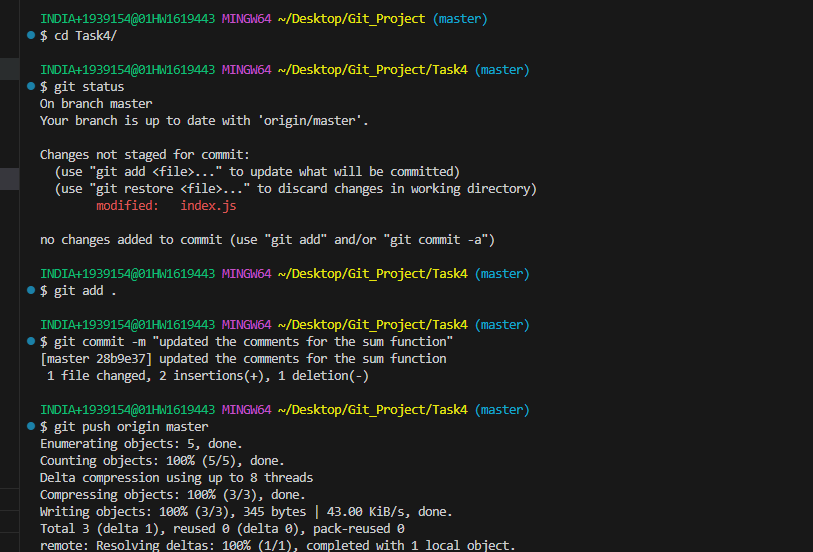 INDIA+1939154@01HW1619443 MINGW64 ~/Desktop/Git_Project (master)
$ cd Task4/
INDIA+1939154@01HW1619443 MINGW64 ~/Desktop/Git_Project/Task4 (master)
$ git status
On branch master
Your branch is up to date with 'origin/master'.
Changes not staged for commit:
(use "git add <file>..." to update what will be committed)
(use "git restore <file>..." to discard changes in working directory)
modified: index.js
no changes added to commit (use "git add" and/or "git commit -a")
INDIA+1939154@01HW1619443 MINGW64 ~/Desktop/Git_Project/Task4 (master)
$ git add .
INDIA+1939154@01HW1619443 MINGW64 ~/Desktop/Git_Project/Task4 (master)
$ git commit -m "updated the comments for the sum function"
[master 28b9e37] updated the comments for the sum function
1 file changed, 2 insertions(+), 1 deletion(-)
INDIA+1939154@01HW1619443 MINGW64 ~/Desktop/Git_Project/Task4 (master)
$ git push origin master
Enumerating objects: 5, done.
Counting objects: 100% (5/5), done.
Delta compression using up to 8 threads
Compressing objects: 100% (3/3), done.
Writing objects: 100% (3/3), 345 bytes | 43.00 KiB/s, done.
Total 3 (delta 1), reused 0 (delta 0), pack-reused 0
remote: Resolving deltas: 100% (1/1), completed with 1 local object.